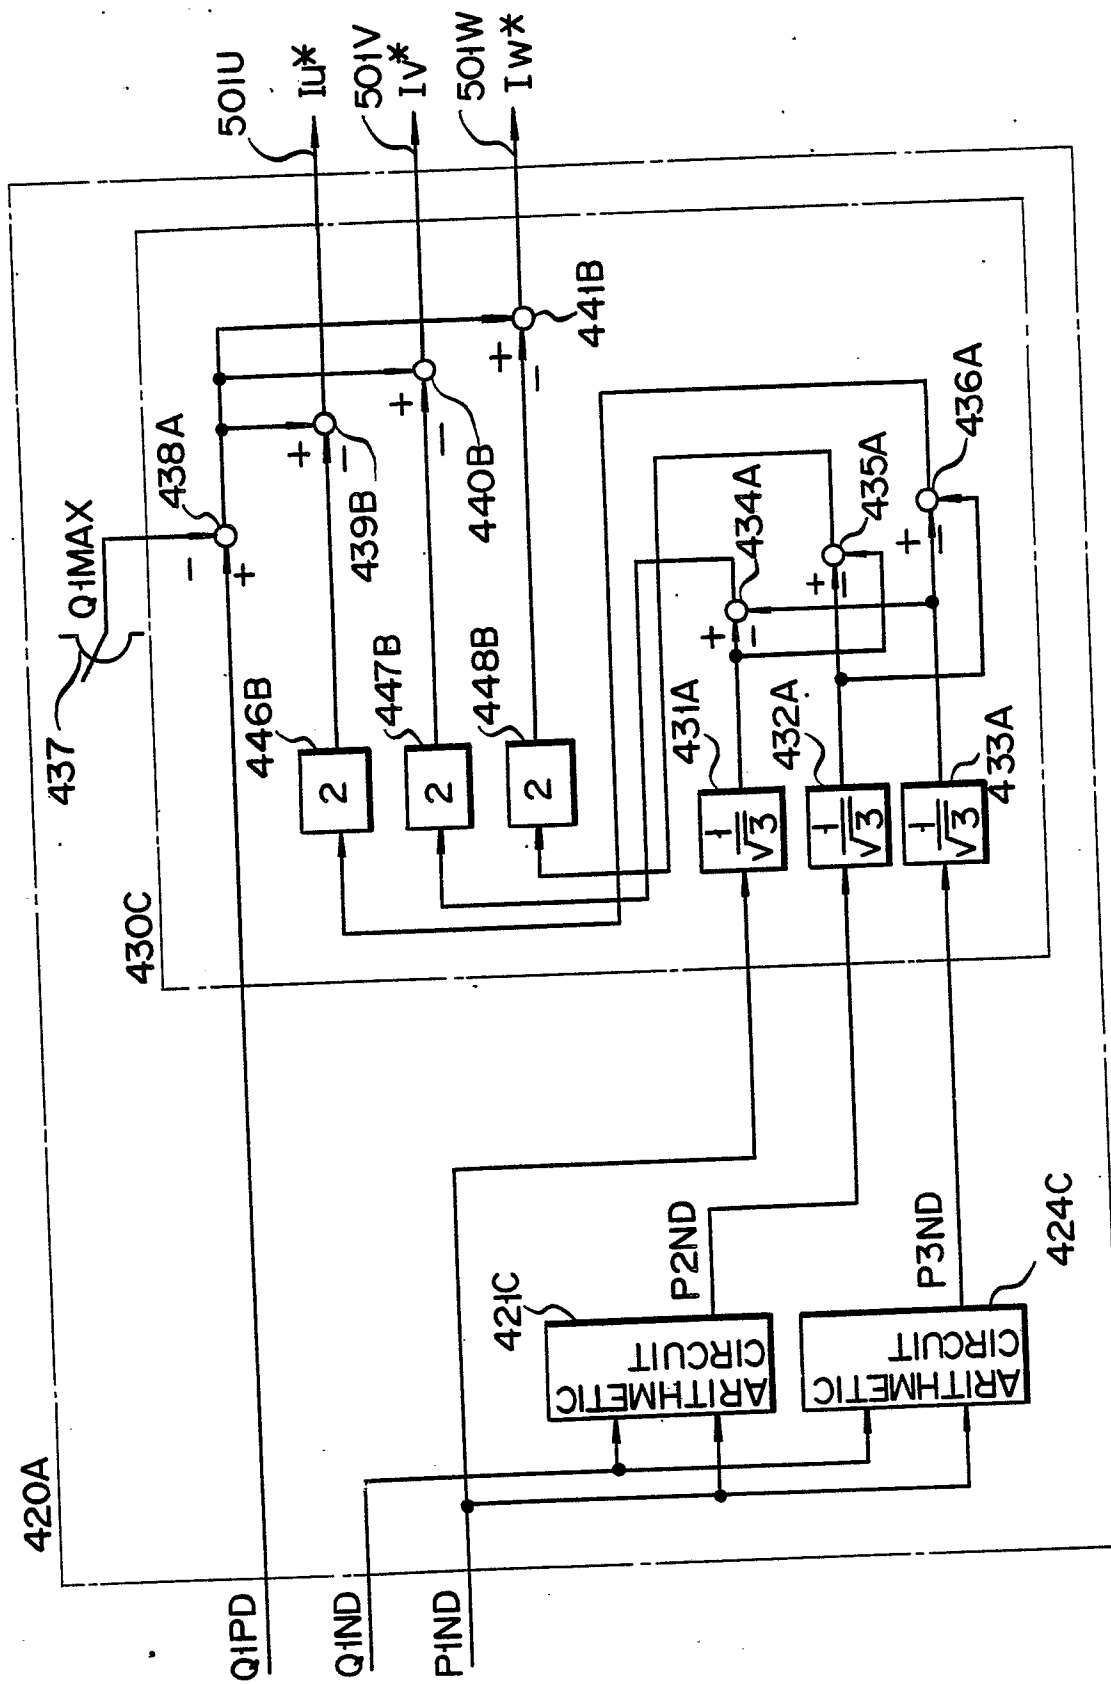 420A
430C
437
Q1MAX
438A
501U
Iu*
501V
Iv*
501W
Iw*
Q1PD
Q1ND
P1ND
446B
2
447B
2
448B
2
439B
440B
441B
+
−
+
−
+
−
−
+
421C
ARITHMETIC
CIRCUIT
P2ND
424C
ARITHMETIC
CIRCUIT
P3ND
431A
1
√3
432A
1
√3
433A
1
√3
434A
+
−
435A
+
−
436A
+
−